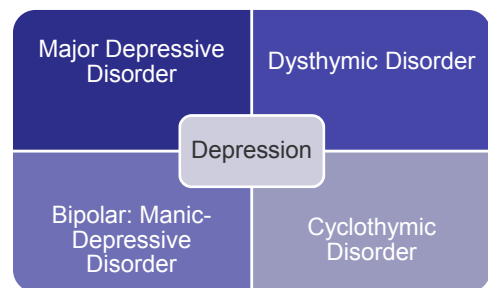 Major Depressive
Disorder
Dysthymic Disorder
Depression
Bipolar: Manic-
Depressive
Disorder
Cyclothymic
Disorder